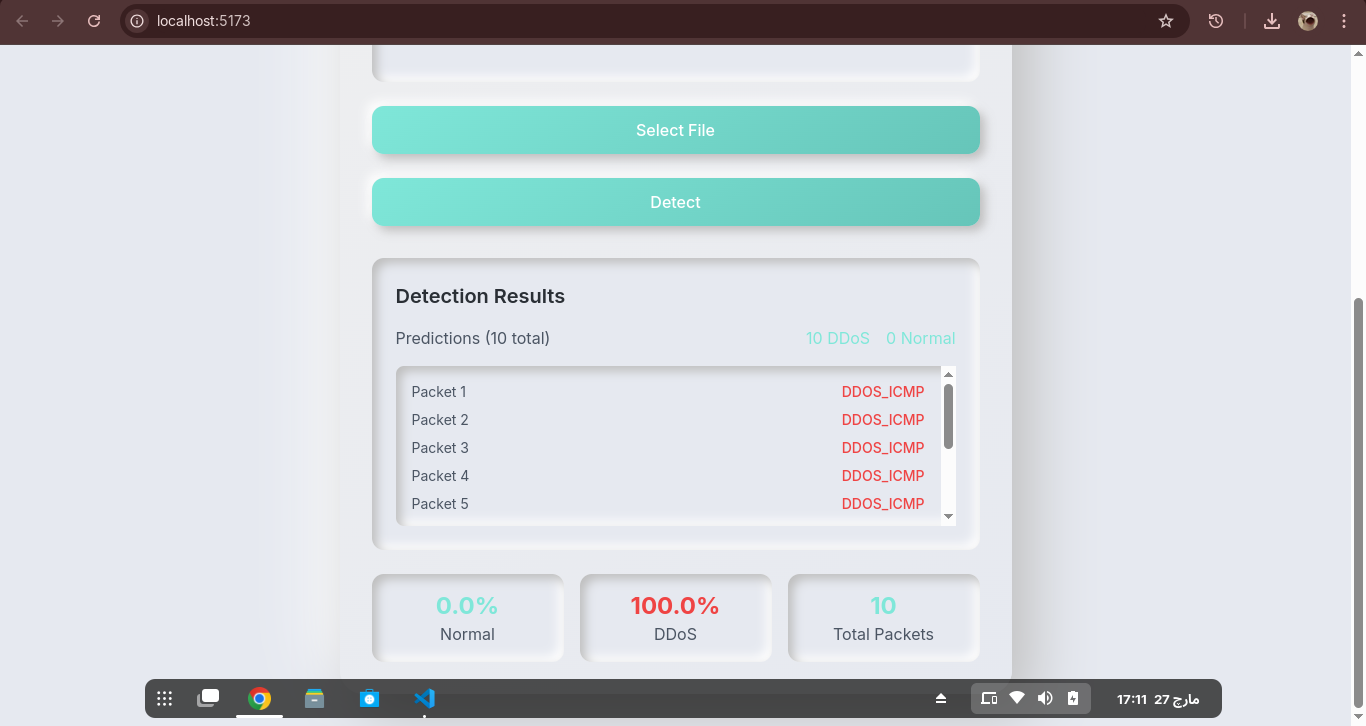 localhost:5173
Select File
Detect
Detection Results
Predictions (10 total) 10 DDoS 0 Normal
Packet 1 DDOS_ICMP
Packet 2 DDOS_ICMP
Packet 3 DDOS_ICMP
Packet 4 DDOS_ICMP
Packet 5 DDOS_ICMP
0.0% 100.0% 10
Normal DDoS Total Packets
17:11 27 مارچ